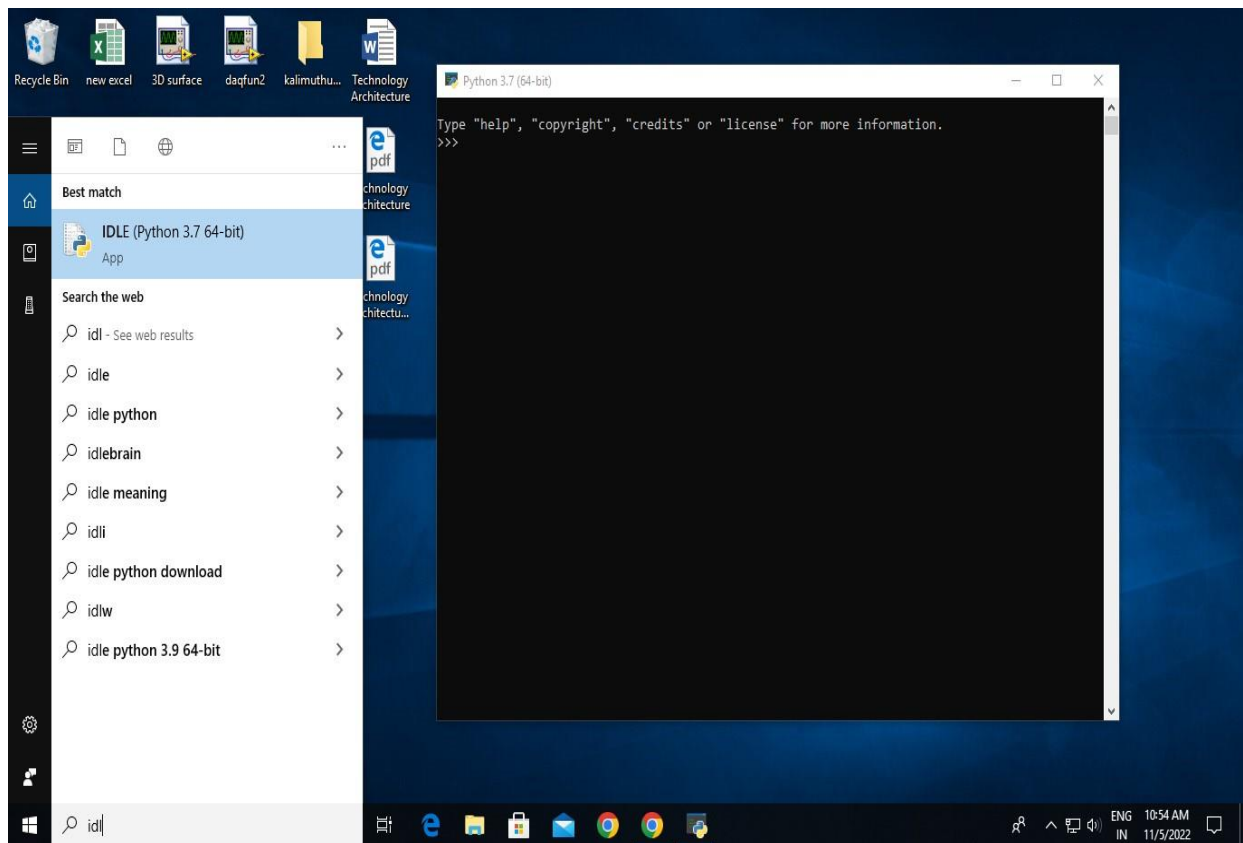 Recycle Bin
new excel
3D surface
daqfun2
kalimuthu...
Technology
Architecture
pdf
chnology
chitecture
pdf
chnology
chitectu...
...
Best match
IDLE (Python 3.7 64-bit)
App
Search the web
idl - See web results
idle
idle python
idlebrain
idle meaning
idli
idle python download
idlw
idle python 3.9 64-bit
idl
Python 3.7 (64-bit)
Type "help", "copyright", "credits" or "license" for more information.
>>>
ENG
IN
10:54 AM
11/5/2022